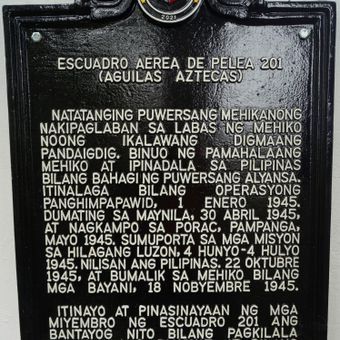 2021
ESCUADRO AEREA DE PELEA 201
(AGUILAS AZTECAS)
NATATANGING PUWERSANG MEHIKANONG
NAKIPAGLABAN SA LABAS NG MEHIKO
NOONG IKALAWANG DIGMAANG
PANDAIGDIG. BINUO NG PAMAHALAANG
MEHIKO AT IPINADALA SA PILIPINAS
BILANG BAHAGI NG PUWERSANG ALYANSA.
ITINALAGA BILANG OPERASYONG
PANGHIMPAPAWID, 1 ENERO 1945.
DUMATING SA MAYNILA, 30 ABRIL 1945,
AT NAGKAMPO SA PORAC, PAMPANGA,
MAYO 1945. SUMUPORTA SA MGA MISYON
SA HILAGANG LUZON, 4 HUNYO-4 HULYO
1945. NILISAN ANG PILIPINAS, 22 OKTUBRE
1945, AT BUMALIK SA MEHIKO BILANG
MGA BAYANI, 18 NOBYEMBRE 1945.
ITINAYO AT PINASINAYAAN NG MGA
MIYEMBRO NG ESCUADRO 201 ANG
BANTAYOG NITO BILANG PAGKILALA